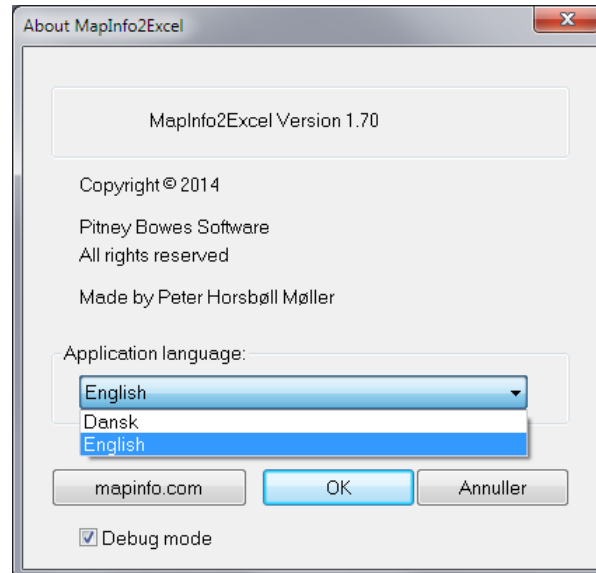 About MapInfo2Excel
MapInfo2Excel Version 1.70
Copyright © 2014
Pitney Bowes Software
All rights reserved
Made by Peter Horsbøll Møller
Application language:
English
Dansk
English
mapinfo.com OK Annuller
Debug mode